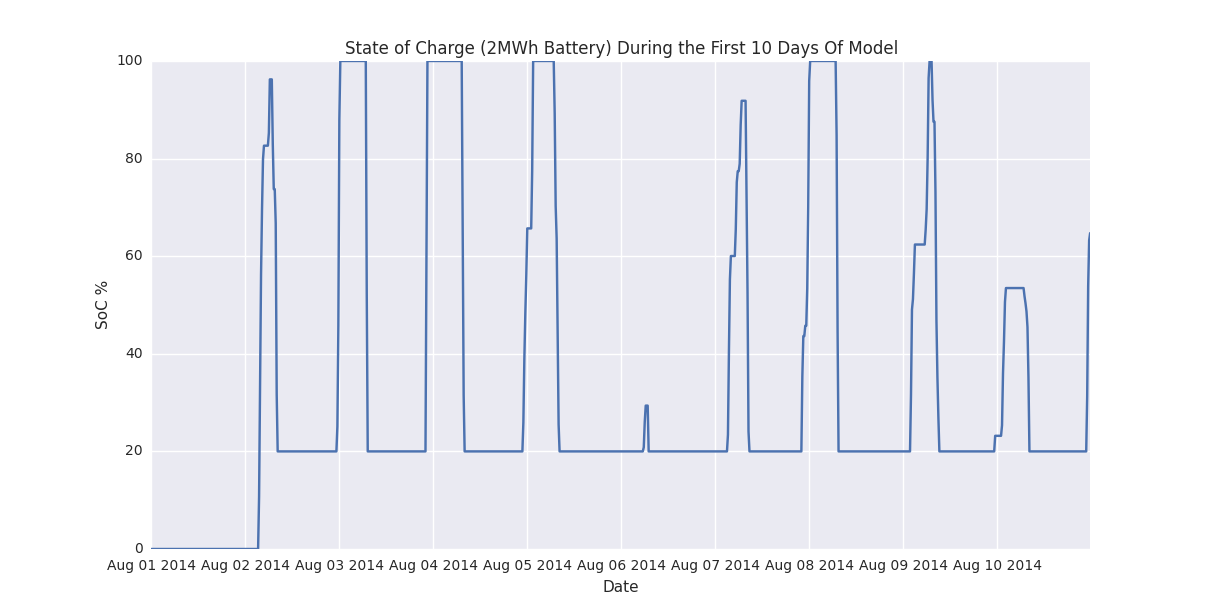 State of Charge (2MWh Battery) During the First 10 Days Of Model
100
80
60
40
20
0
SoC %
Aug 01 2014 Aug 02 2014 Aug 03 2014 Aug 04 2014 Aug 05 2014 Aug 06 2014 Aug 07 2014 Aug 08 2014 Aug 09 2014 Aug 10 2014
Date